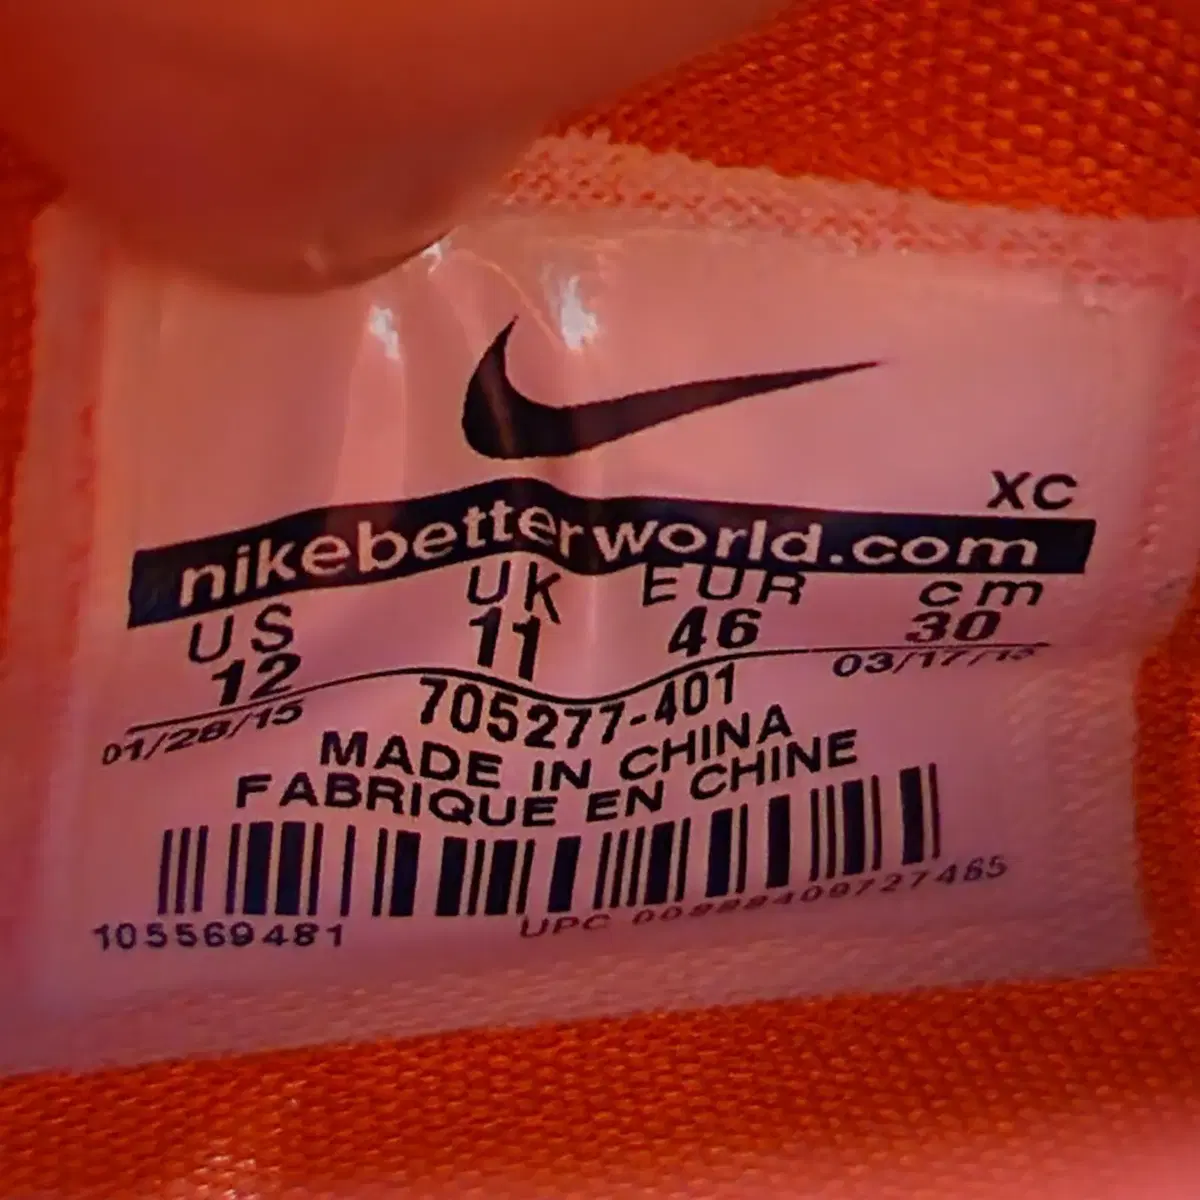 XC
nikebetterworld.com
US UK EUR cm
12 11 46 30
01/28/15 705277-401 03/17/15
MADE IN CHINA
FABRIQUE EN CHINE
105569481 UPC